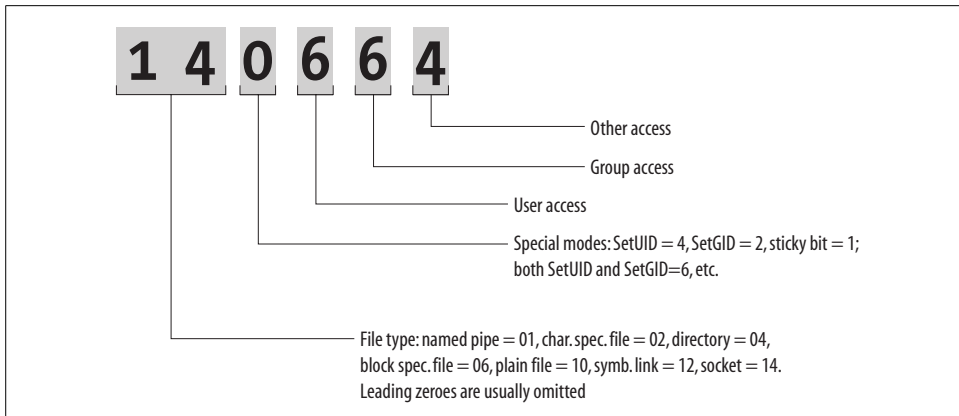 1 4 0 6 6 4
Other access
Group access
User access
Special modes: SetUID = 4, SetGID = 2, sticky bit = 1;
both SetUID and SetGID=6, etc.
File type: named pipe = 01, char. spec. file = 02, directory = 04,
block spec. file = 06, plain file = 10, symb. link = 12, socket = 14.
Leading zeroes are usually omitted